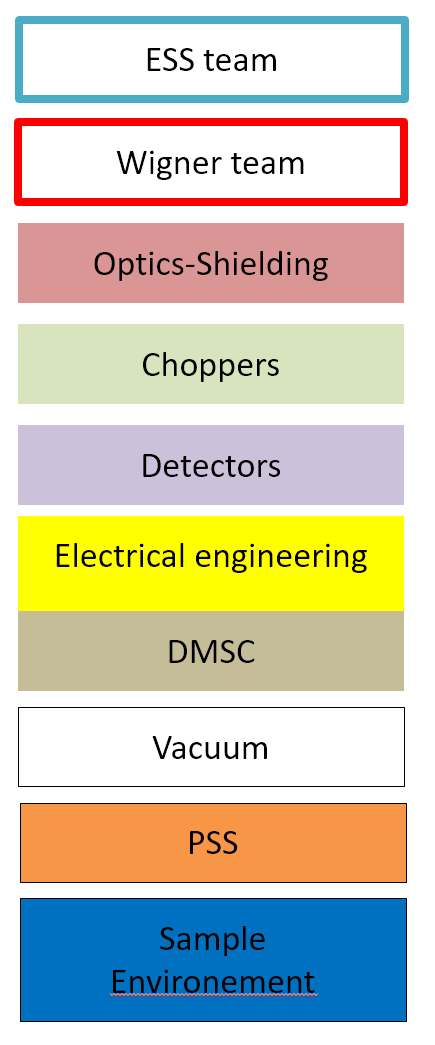 ESS team
Wigner team
Optics-Shielding
Choppers
Detectors
Electrical engineering
DMSC
Vacuum
PSS
Sample
Environement